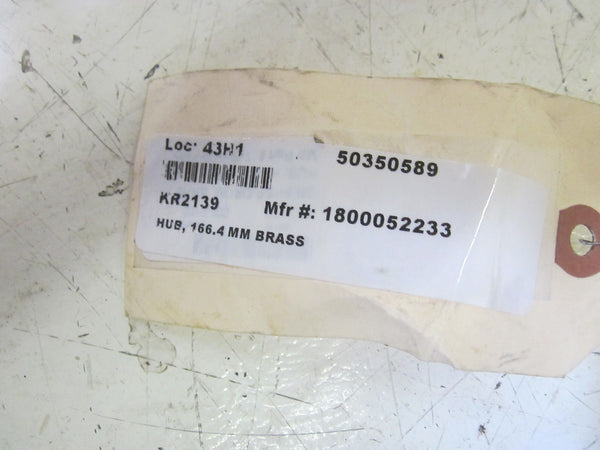 Loc: 43H1
50350589
KR2139
Mfr #: 1800052233
HUB, 166.4 MM BRASS